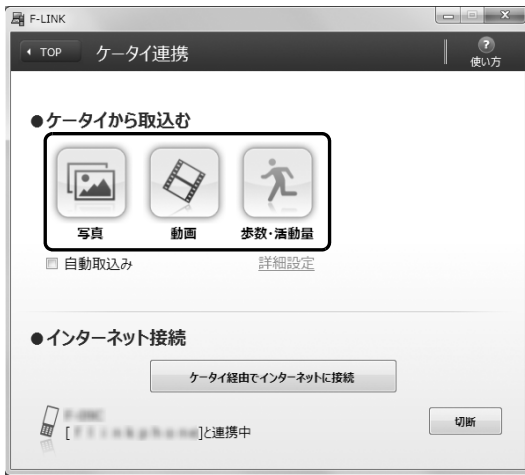 F-LINK
TOP ケータイ連携
?
使い方
●ケータイから取込む
写真 動画 歩数・活動量
自動取込み 詳細設定
●インターネット接続
ケータイ経由でインターネットに接続
[ ]と連携中
切断